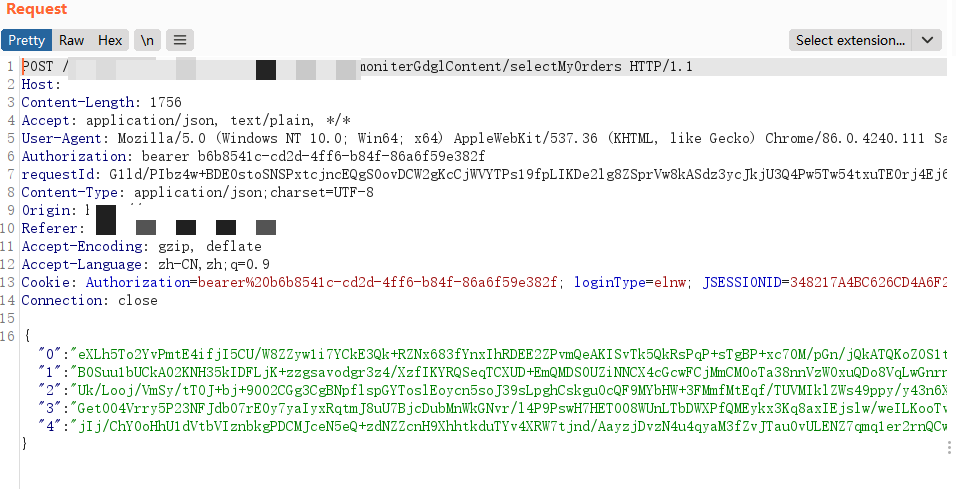 Request
Pretty Raw Hex \n Select extension...
1 POST / moniterGdglContent/selectMyOrders HTTP/1.1
2 Host:
3 Content-Length: 1756
4 Accept: application/json, text/plain, */*
5 User-Agent: Mozilla/5.0 (Windows NT 10.0; Win64; x64) AppleWebKit/537.36 (KHTML, like Gecko) Chrome/86.0.4240.111 Sa
6 Authorization: bearer b6b8541c-cd2d-4ff6-b84f-86a6f59e382f
7 requestId: G1ld/PIbz4w+BDE0stoSNSPxtcjncEQgS0ovDCW2gKcCjWVYTPs19fpLIKDe2lg8ZSprVw8kASdz3ycJkjU3Q4Pw5Tw54txuTE0rj4Ej6
8 Content-Type: application/json;charset=UTF-8
9 Origin:
10 Referer:
11 Accept-Encoding: gzip, deflate
12 Accept-Language: zh-CN,zh;q=0.9
13 Cookie: Authorization=bearer%20b6b8541c-cd2d-4ff6-b84f-86a6f59e382f; loginType=elnw; JSESSIONID=348217A4BC626CD4A6F2
14 Connection: close
15
16 {
"0":"eXLh5To2YvPmtE4ifjI5CU/W8ZZyw1i7YCkE3Qk+RZNx683fYnxIhRDEE2ZPvmQeAKISvTk5QkRsPqP+sTgBP+xc70M/pGn/jQkATQKoZ0S1t
"1":"B0Suu1bUCkA02KNH35kIDFLjK+zzgsavodgr3z4/XzfIKYRQSeqTCXUD+EmQMDS0UZiNNCX4cGcwFCjMmCM0oTa38nnVzW0xuQDo8VqLwGnrn
"2":"Uk/Looj/VmSy/tT0J+bj+9002CGg3CgBNpflspGYToslEoycn5soJ39sLpghCskgu0cQF9MYbHW+3FMmfMtEqf/TUVMIklZWs49ppy/y43n6X
"3":"Get004Vrry5P23NFJdb07rE0y7yaIyxRqtmJ8uU7BjcDubMnWkGNvr/l4P9PswH7HET008WUnLTbDWXPfQMEykx3Kq8axIEjslw/weILKooTv
"4":"jIj/ChY0oHhU1dVtbVIznbkgPDCMJceN5eQ+zdNZZcnH9XhhtkduTYv4XRW7tjnd/AayzjDvzN4u4qyaM3fZvJTau0vULENZ7qmq1er2rnQCw
}